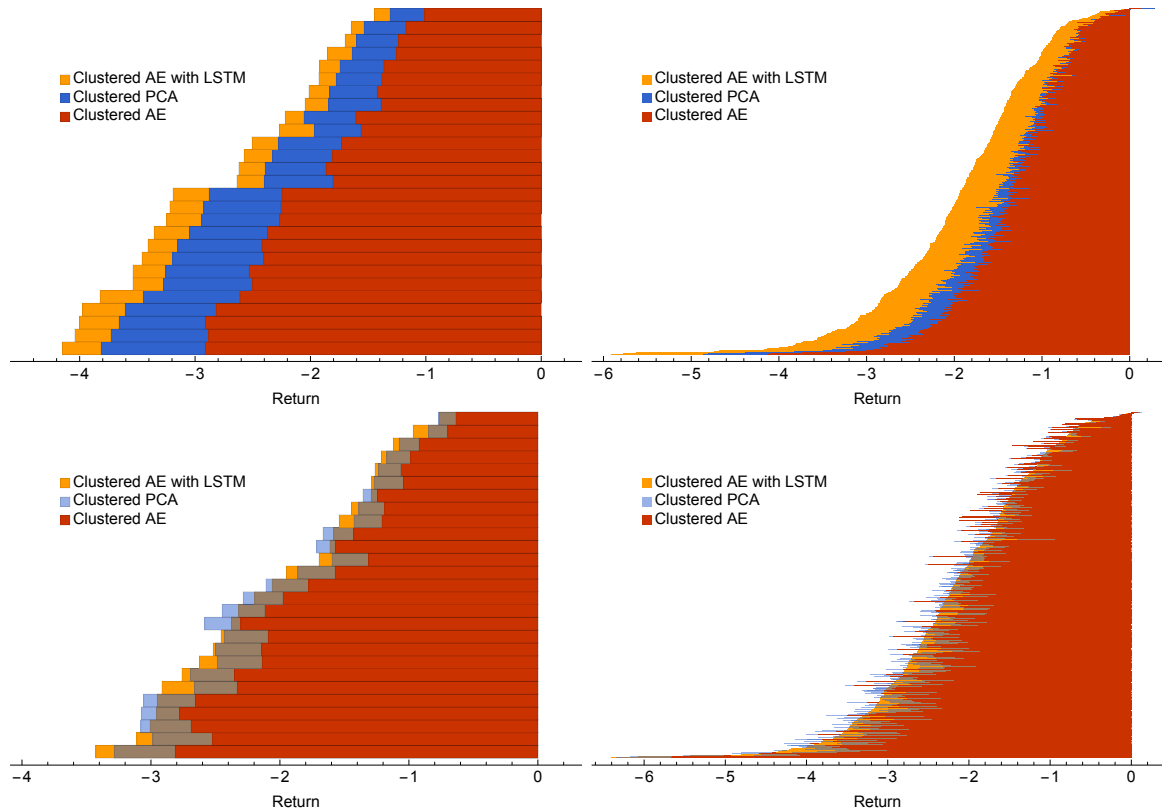 Clustered AE with LSTM
Clustered PCA
Clustered AE
−4 −3 −2 −1 0
Return
Clustered AE with LSTM
Clustered PCA
Clustered AE
−6 −5 −4 −3 −2 −1 0
Return
Clustered AE with LSTM
Clustered PCA
Clustered AE
−4 −3 −2 −1 0
Return
Clustered AE with LSTM
Clustered PCA
Clustered AE
−6 −5 −4 −3 −2 −1 0
Return